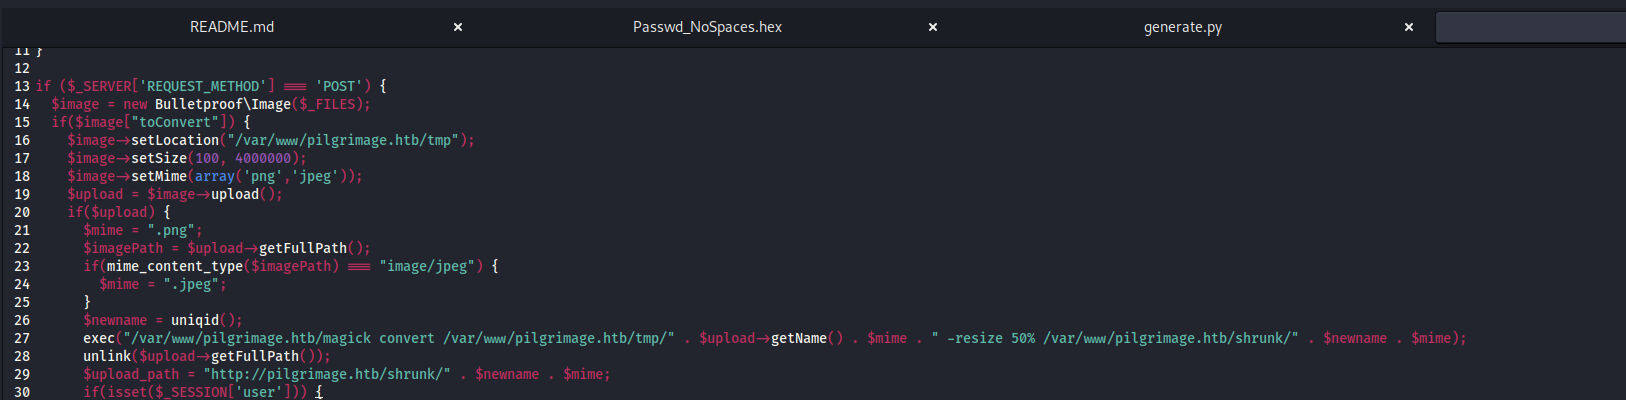 README.md × Passwd_NoSpaces.hex × generate.py ×
11 }
12
13 if ($_SERVER['REQUEST_METHOD'] === 'POST') {
14   $image = new Bulletproof\Image($_FILES);
15   if($image["toConvert"]) {
16     $image->setLocation("/var/www/pilgrimage.htb/tmp");
17     $image->setSize(100, 4000000);
18     $image->setMime(array('png','jpeg'));
19     $upload = $image->upload();
20     if($upload) {
21       $mime = ".png";
22       $imagePath = $upload->getFullPath();
23       if(mime_content_type($imagePath) === "image/jpeg") {
24         $mime = ".jpeg";
25       }
26       $newname = uniqid();
27       exec("/var/www/pilgrimage.htb/magick convert /var/www/pilgrimage.htb/tmp/" . $upload->getName() . $mime . " -resize 50% /var/www/pilgrimage.htb/shrunk/" . $newname . $mime);
28       unlink($upload->getFullPath());
29       $upload_path = "http://pilgrimage.htb/shrunk/" . $newname . $mime;
30       if(isset($_SESSION['user'])) {